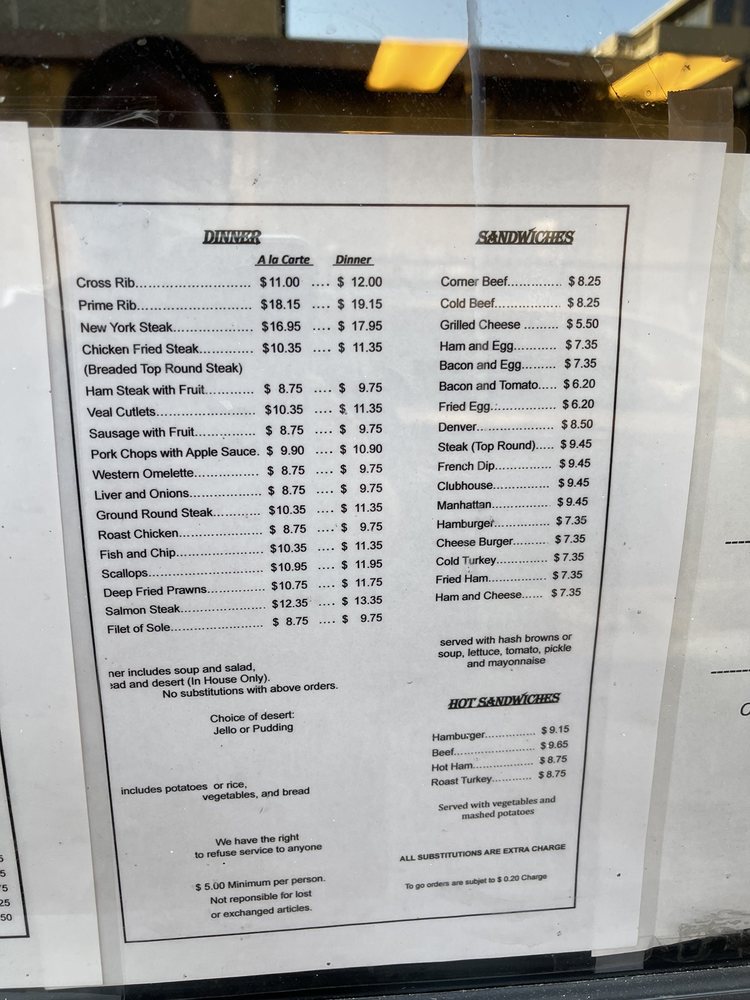 DINNER
A la Carte Dinner
Cross Rib............................. $11.00 .... $ 12.00
Prime Rib............................. $18.15 .... $ 19.15
New York Steak.................... $16.95 .... $ 17.95
Chicken Fried Steak............. $10.35 .... $ 11.35
(Breaded Top Round Steak)
Ham Steak with Fruit............ $ 8.75 .... $ 9.75
Veal Cutlets......................... $10.35 .... $ 11.35
Sausage with Fruit............... $ 8.75 .... $ 9.75
Pork Chops with Apple Sauce. $ 9.90 .... $ 10.90
Western Omelette................. $ 8.75 .... $ 9.75
Liver and Onions.................. $ 8.75 .... $ 9.75
Ground Round Steak............ $10.35 .... $ 11.35
Roast Chicken..................... $ 8.75 .... $ 9.75
Fish and Chip...................... $10.35 .... $ 11.35
Scallops............................. $10.95 .... $ 11.95
Deep Fried Prawns.............. $10.75 .... $ 11.75
Salmon Steak..................... $12.35 .... $ 13.35
Filet of Sole........................ $ 8.75 .... $ 9.75
ner includes soup and salad,
ead and desert (In House Only).
No substitutions with above orders.
Choice of desert:
Jello or Pudding
includes potatoes or rice,
vegetables, and bread
We have the right
to refuse service to anyone
$ 5.00 Minimum per person.
Not reponsible for lost
or exchanged articles.
SANDWICHES
Corner Beef.............. $ 8.25
Cold Beef................. $ 8.25
Grilled Cheese ......... $ 5.50
Ham and Egg........... $ 7.35
Bacon and Egg......... $ 7.35
Bacon and Tomato..... $ 6.20
Fried Egg................. $ 6.20
Denver..................... $ 8.50
Steak (Top Round)..... $ 9.45
French Dip................ $ 9.45
Clubhouse................ $ 9.45
Manhattan................ $ 9.45
Hamburger............... $ 7.35
Cheese Burger.......... $ 7.35
Cold Turkey.............. $ 7.35
Fried Ham................ $ 7.35
Ham and Cheese...... $ 7.35
served with hash browns or
soup, lettuce, tomato, pickle
and mayonnaise
HOT SANDWICHES
Hamburger............... $ 9.15
Beef........................ $ 9.65
Hot Ham.................. $ 8.75
Roast Turkey............ $ 8.75
Served with vegetables and
mashed potatoes
ALL SUBSTITUTIONS ARE EXTRA CHARGE
To go orders are subjet to $ 0.20 Charge
5
5
75
25
50